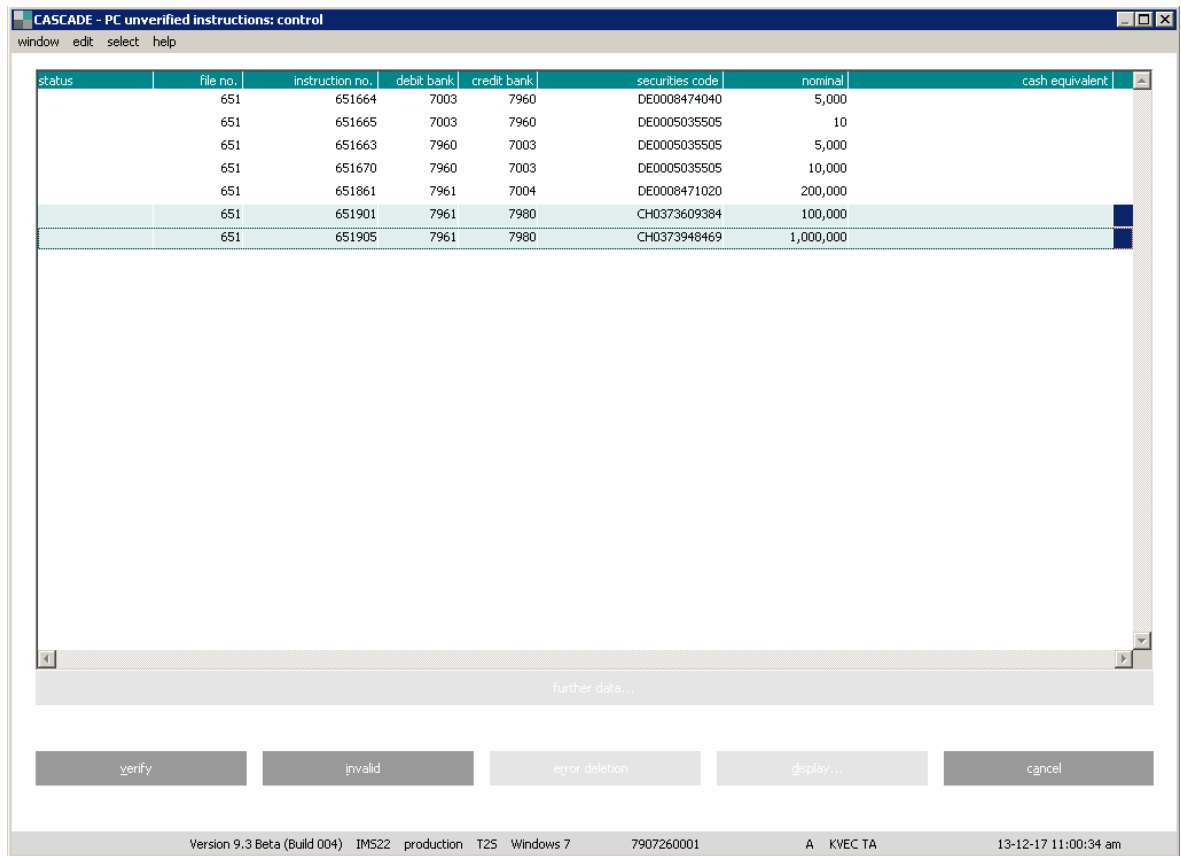 CASCADE - PC unverified instructions: control
window edit select help
status file no. instruction no. debit bank credit bank securities code nominal cash equivalent
651 651664 7003 7960 DE0008474040 5,000
651 651665 7003 7960 DE0005035505 10
651 651663 7960 7003 DE0005035505 5,000
651 651670 7960 7003 DE0005035505 10,000
651 651861 7961 7004 DE0008471020 200,000
651 651901 7961 7980 CH0373609384 100,000
651 651905 7961 7980 CH0373948469 1,000,000
further data...
verify invalid error deletion display... cancel
Version 9.3 Beta (Build 004) IMS22 production T2S Windows 7 7907260001 A KVEC TA 13-12-17 11:00:34 am